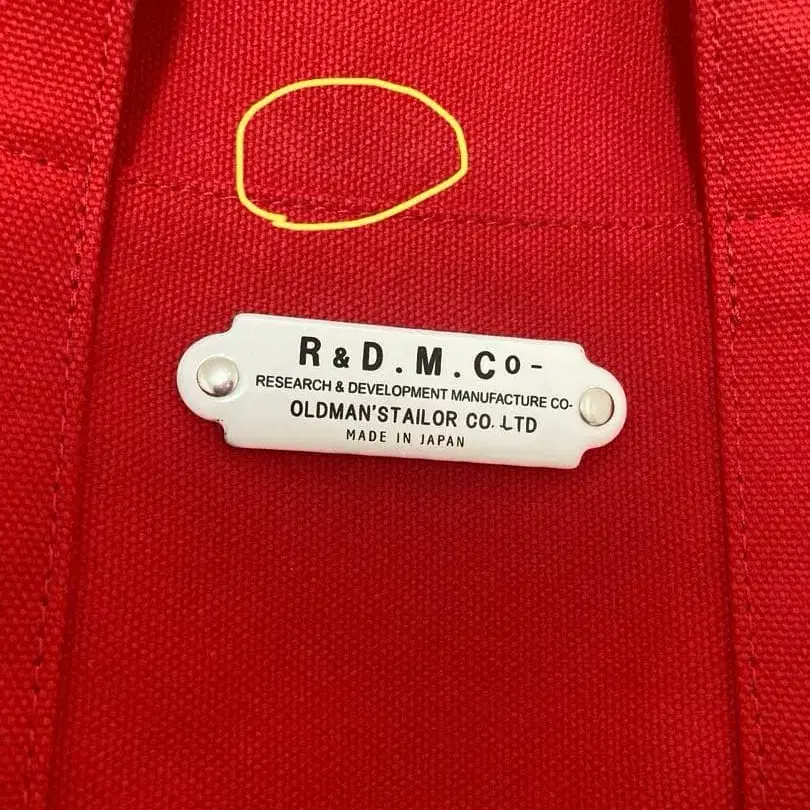 R & D . M . Co-
RESEARCH & DEVELOPMENT MANUFACTURE CO-
OLDMAN'STAILOR CO. LTD
MADE IN JAPAN